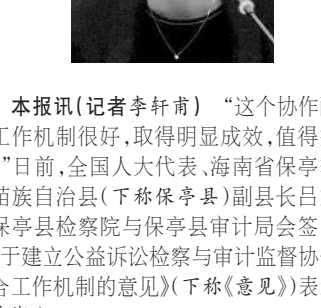 本报讯(记者李轩甫) “这个协作
工作机制很好,取得明显成效,值得
”日前,全国人大代表、海南省保亭
苗族自治县(下称保亭县)副县长吕
保亭县检察院与保亭县审计局会签
于建立公益诉讼检察与审计监督协
合工作机制的意见》(下称《意见》)表